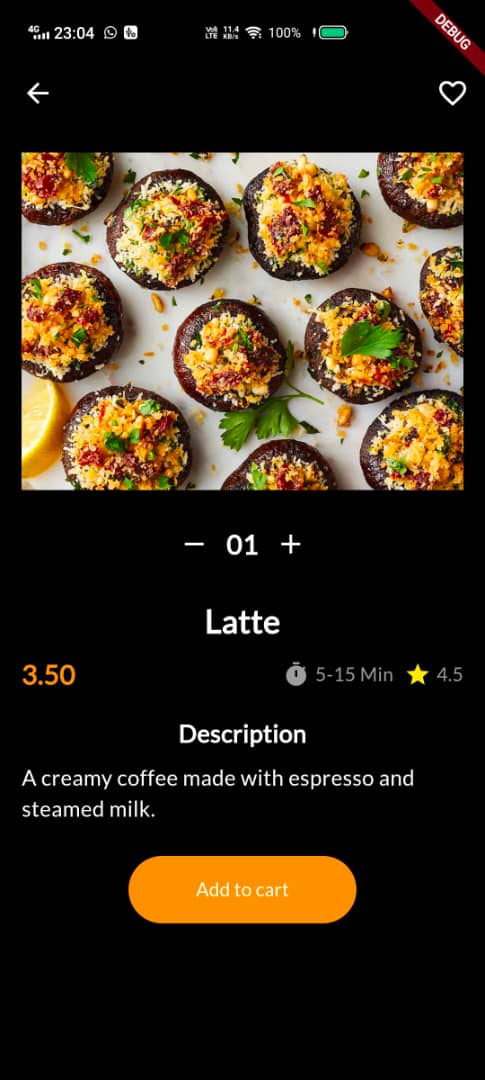 4G 23:04 Vo) LTE 11.4 KB/s 100%
DEBUG
01
Latte
3.50 5-15 Min 4.5
Description
A creamy coffee made with espresso and
steamed milk.
Add to cart